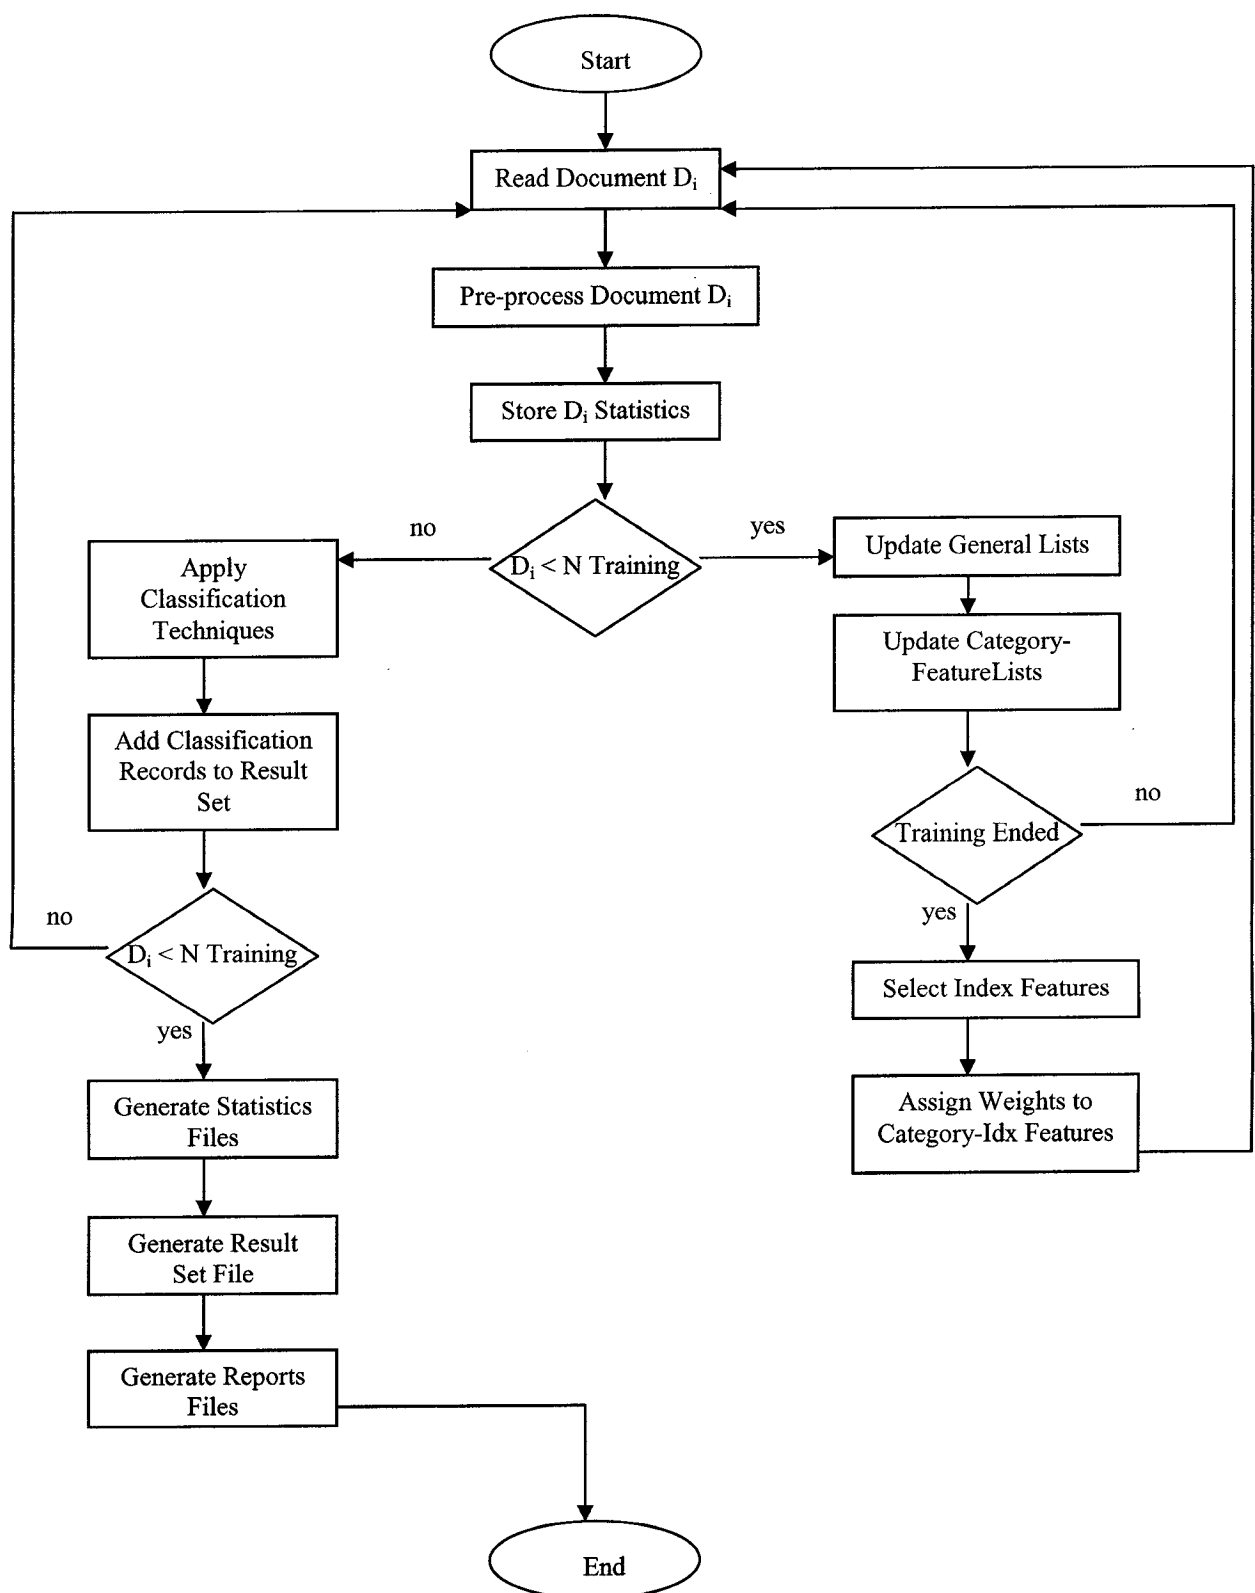 Start
Read Document Di
Pre-process Document Di
Store Di Statistics
no
yes
Di < N Training
Update General Lists
Apply
Classification
Techniques
Update Category-
FeatureLists
Add Classification
Records to Result
Set
Training Ended
no
no
yes
Di < N Training
yes
Select Index Features
Generate Statistics
Files
Assign Weights to
Category-Idx Features
Generate Result
Set File
Generate Reports
Files
End